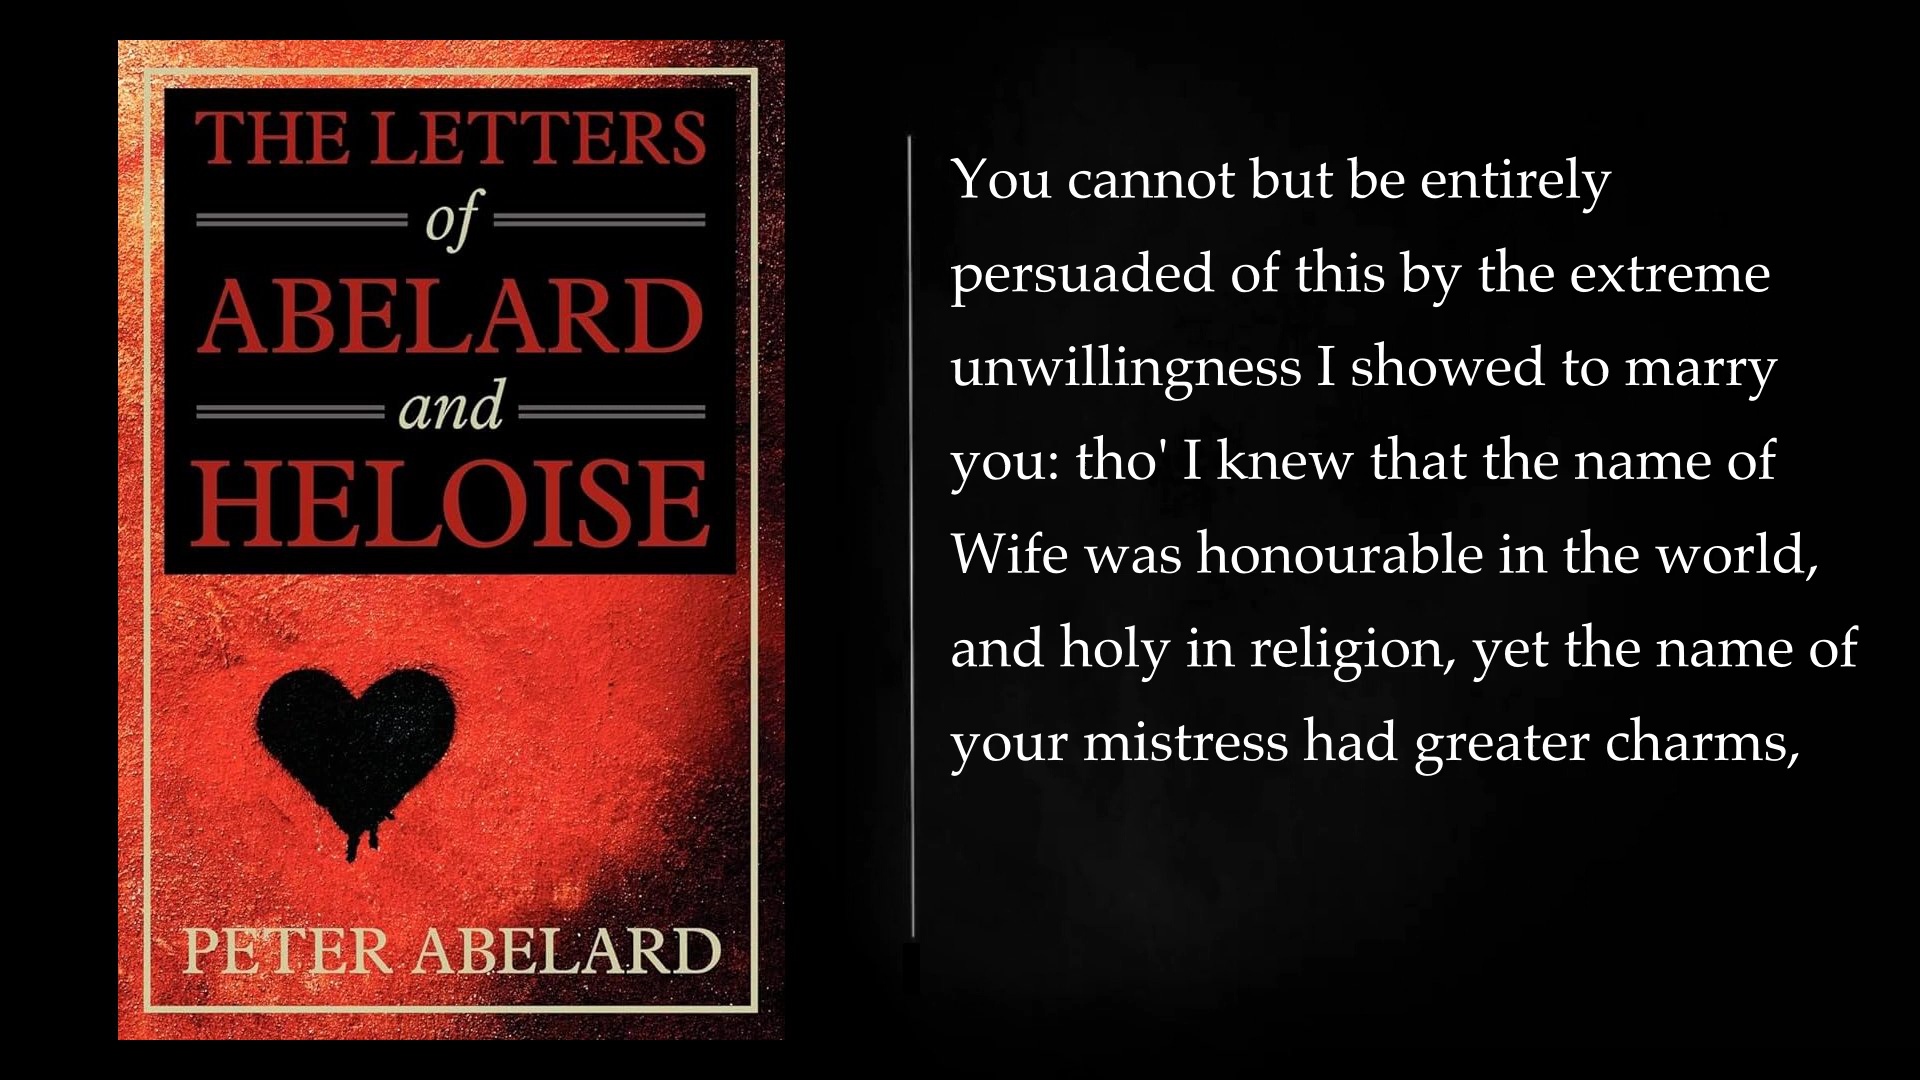 THE LETTERS
of
ABELARD
and
HELOISE
PETER ABELARD
You cannot but be entirely
persuaded of this by the extreme
unwillingness I showed to marry
you: tho' I knew that the name of
Wife was honourable in the world,
and holy in religion, yet the name of
your mistress had greater charms,